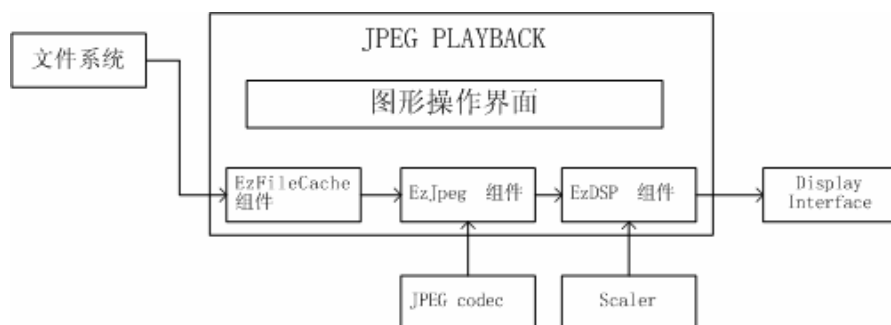 JPEG PLAYBACK
文件系统
图形操作界面
EzFileCache
组件
EzJpeg 组件
EzDSP 组件
Display
Interface
JPEG codec
Scaler